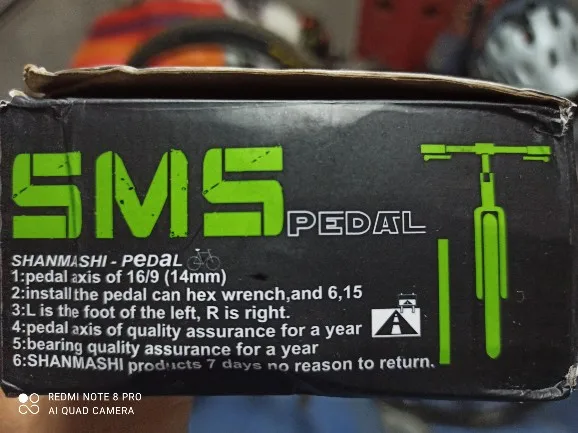 SMS PEDAL
SHANMASHI - PEDAL
1:pedal axis of 16/9 (14mm)
2:install the pedal can hex wrench,and 6,15
3:L is the foot of the left, R is right.
4:pedal axis of quality assurance for a year
5:bearing quality assurance for a year
6:SHANMASHI products 7 days no reason to return.
REDMI NOTE 8 PRO
AI QUAD CAMERA